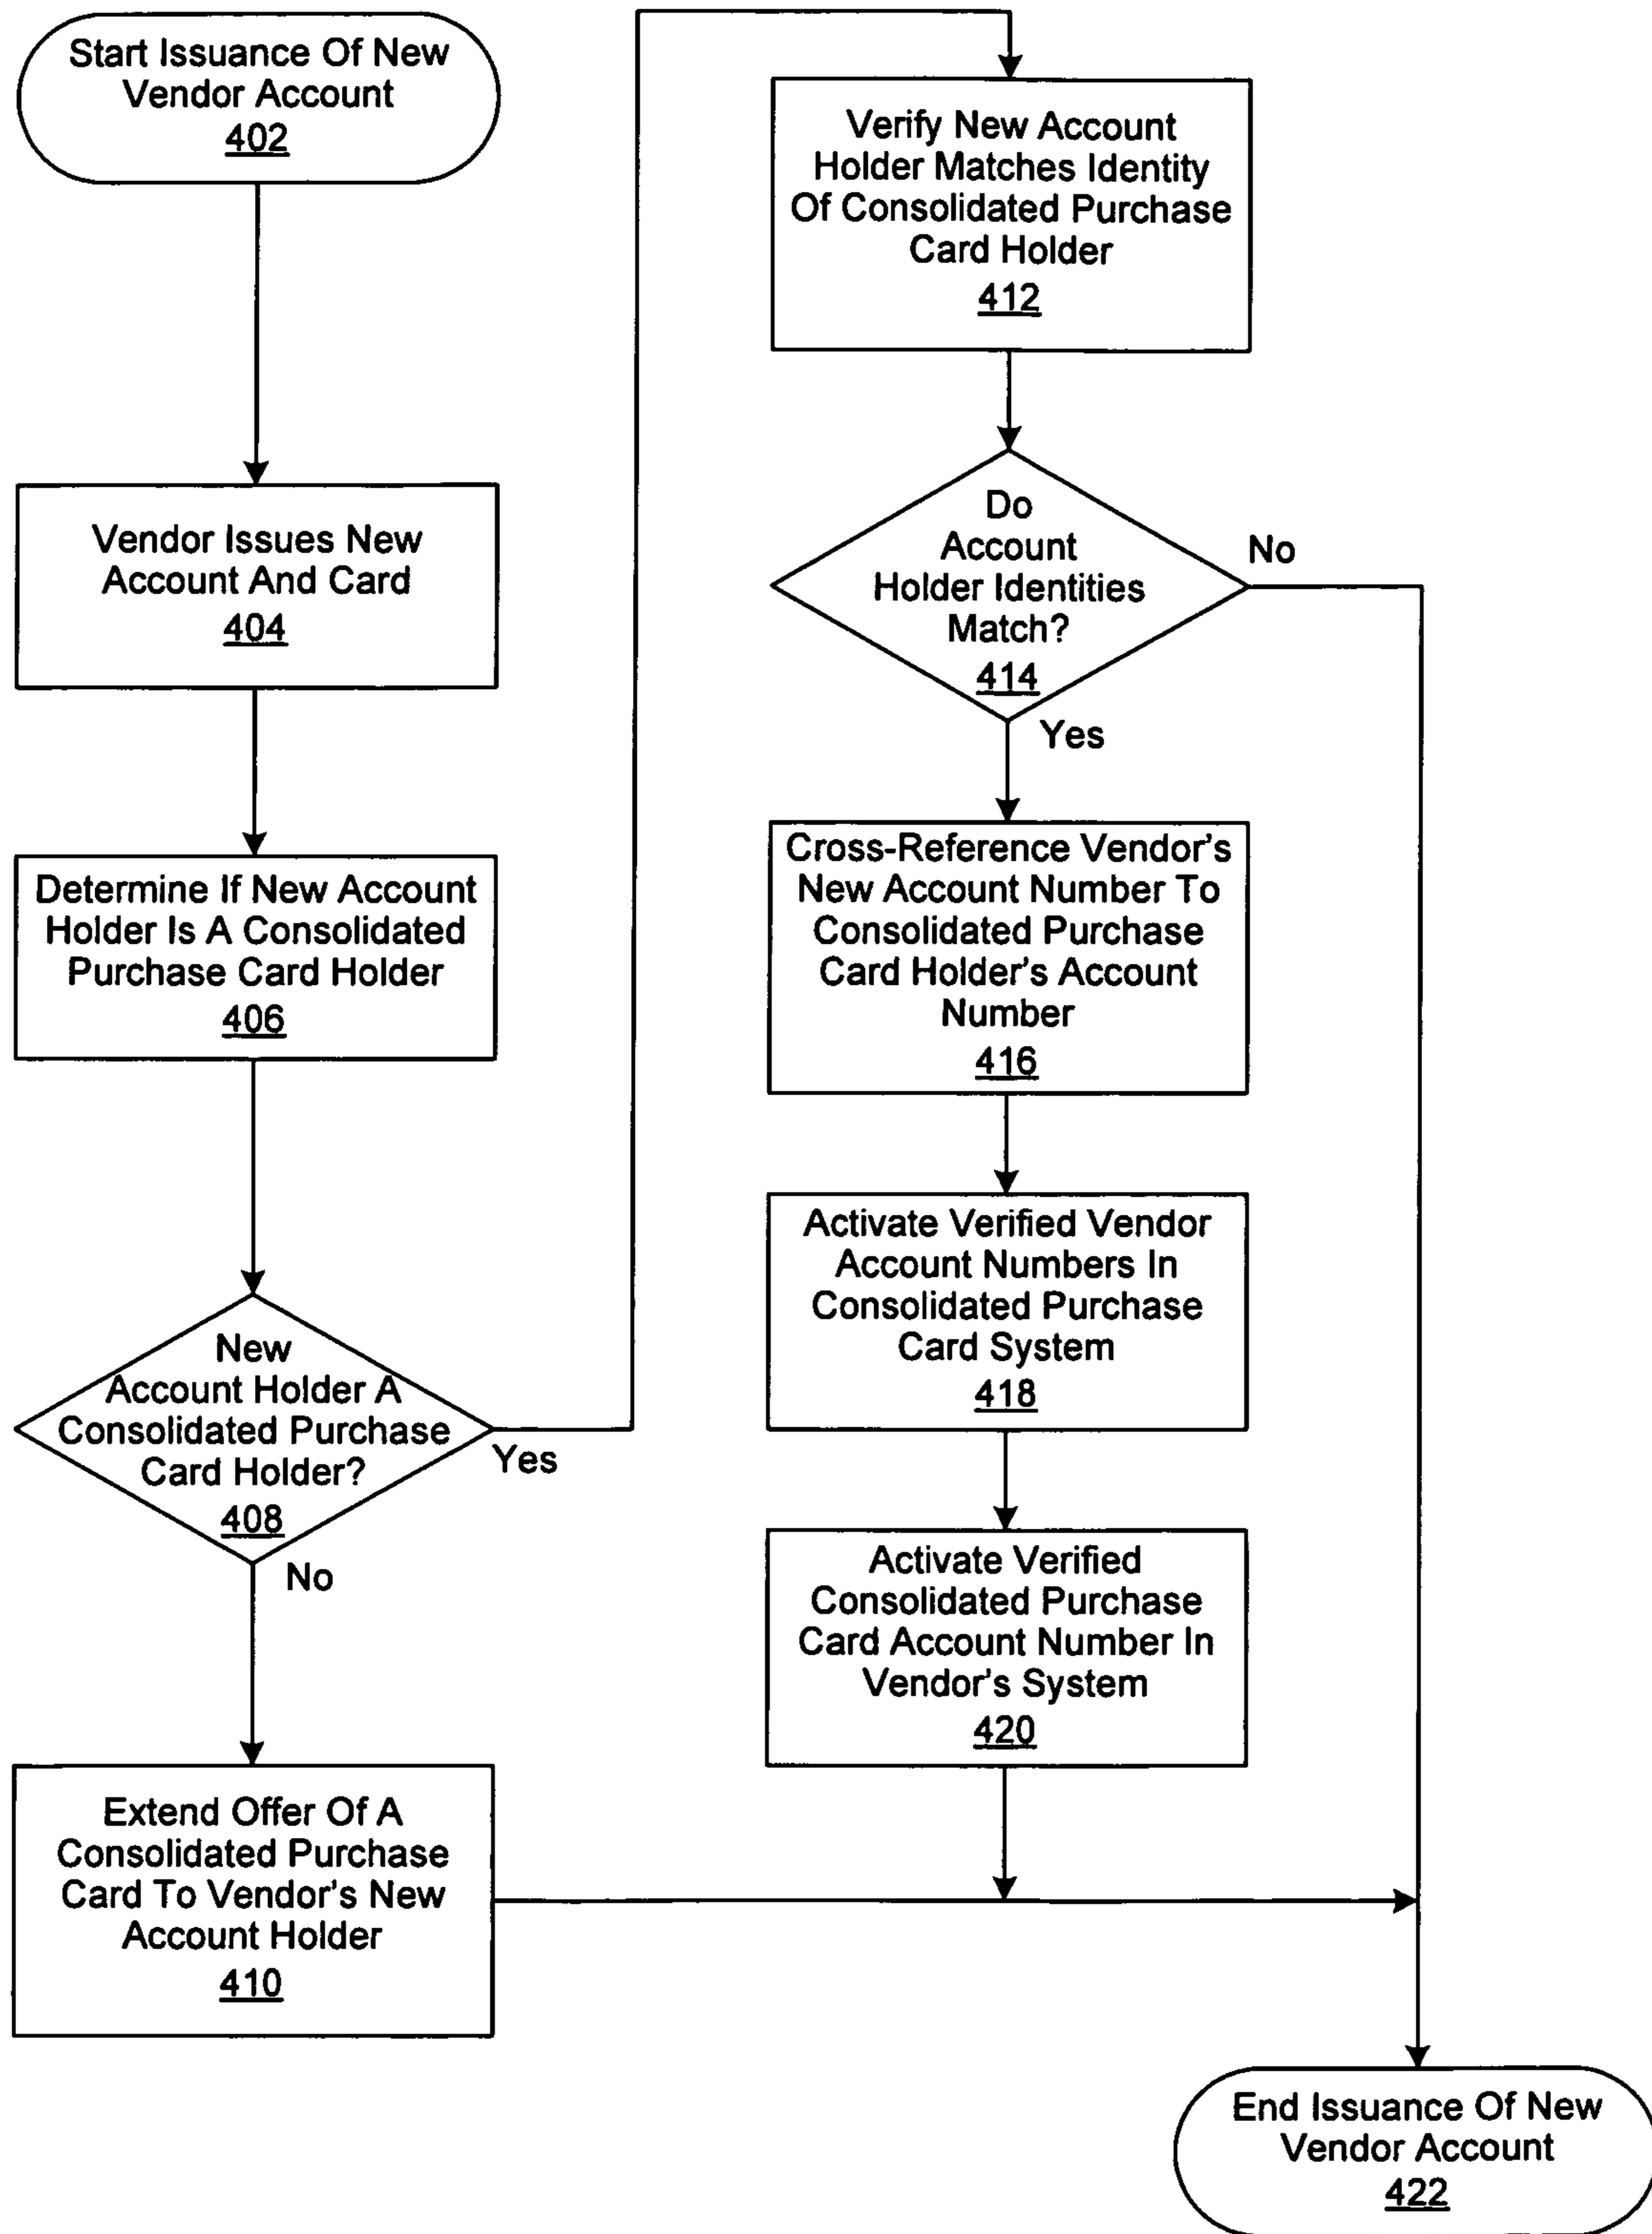 Start Issuance Of New
Vendor Account
402
Vendor Issues New
Account And Card
404
Determine If New Account
Holder Is A Consolidated
Purchase Card Holder
406
New
Account Holder A
Consolidated Purchase
Card Holder?
408
Yes
No
Extend Offer Of A
Consolidated Purchase
Card To Vendor's New
Account Holder
410
Verify New Account
Holder Matches Identity
Of Consolidated Purchase
Card Holder
412
Do
Account
Holder Identities
Match?
414
No
Yes
Cross-Reference Vendor's
New Account Number To
Consolidated Purchase
Card Holder's Account
Number
416
Activate Verified Vendor
Account Numbers In
Consolidated Purchase
Card System
418
Activate Verified
Consolidated Purchase
Card Account Number In
Vendor's System
420
End Issuance Of New
Vendor Account
422